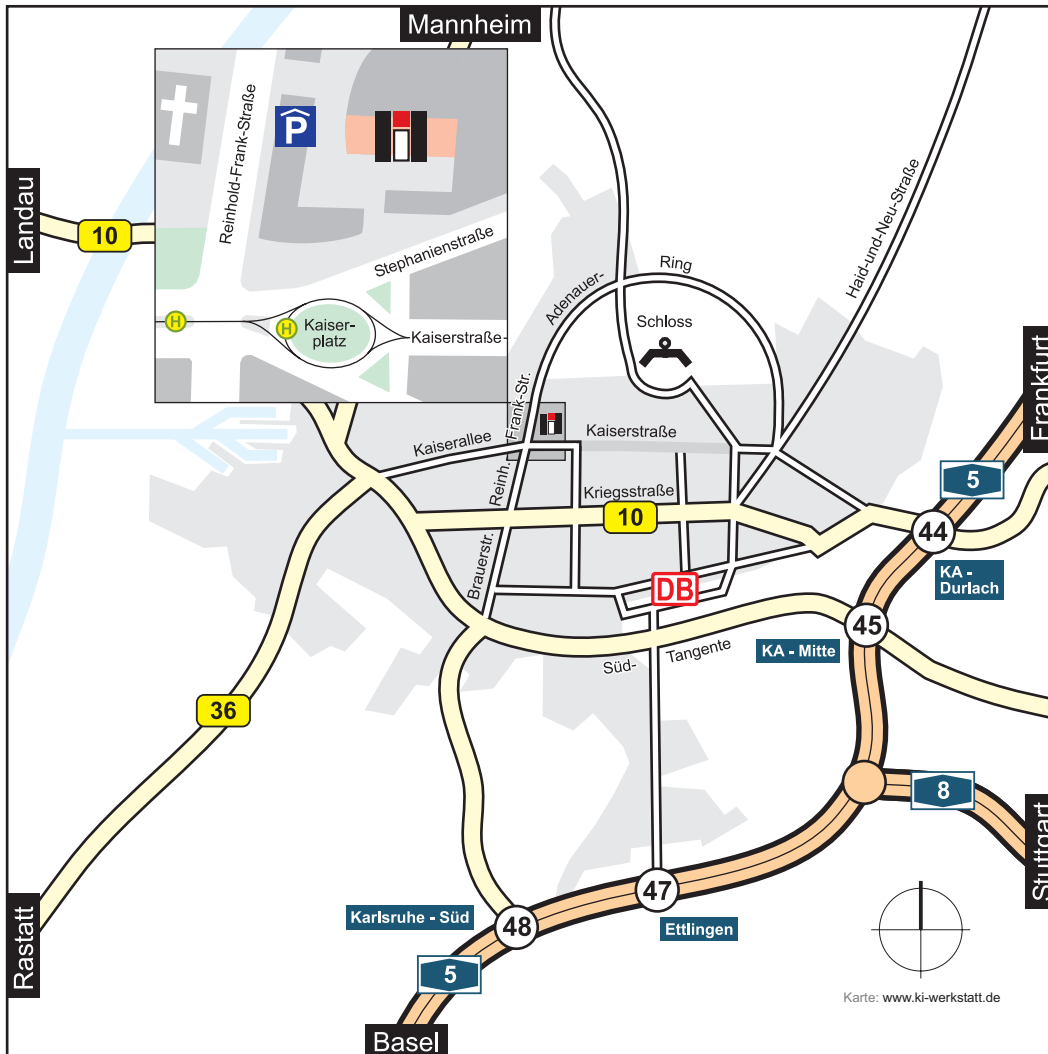 Mannheim
Landau
10
Reinhold-Frank-Straße
P
Stephanienstraße
H
H
Kaiser-
platz
Kaiserstraße
Haid-und-Neu-Straße
Adenauer-
Ring
Schloss
Frankfurt
Frank-Str.
Kaiserallee
Kaiserstraße
Reinh.
5
Kriegsstraße
10
44
Brauerstr.
DB
KA -
Durlach
45
KA - Mitte
Süd-
Tangente
36
8
Stuttgart
47
Karlsruhe - Süd
48
Ettlingen
Rastatt
5
Karte: www.ki-werkstatt.de
Basel